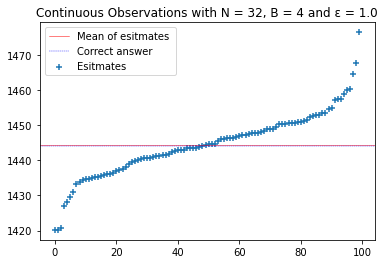 Continuous Observations with N = 32, B = 4 and ε = 1.0
Mean of esitmates
Correct answer
Esitmates
1470
1460
1450
1440
1430
1420
0 20 40 60 80 100